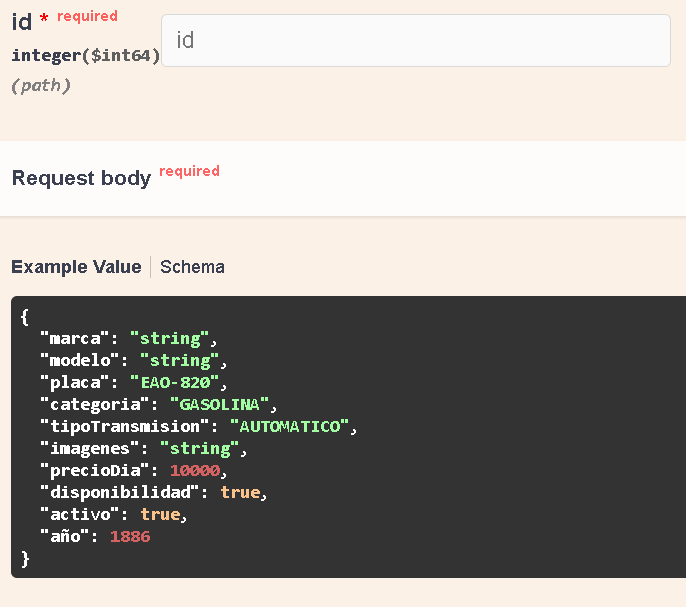 id * required
id
integer($int64)
(path)
Request body required
Example Value
Schema
{
  "marca": "string",
  "modelo": "string",
  "placa": "EAO-820",
  "categoria": "GASOLINA",
  "tipoTransmision": "AUTOMATICO",
  "imagenes": "string",
  "precioDia": 10000,
  "disponibilidad": true,
  "activo": true,
  "año": 1886
}